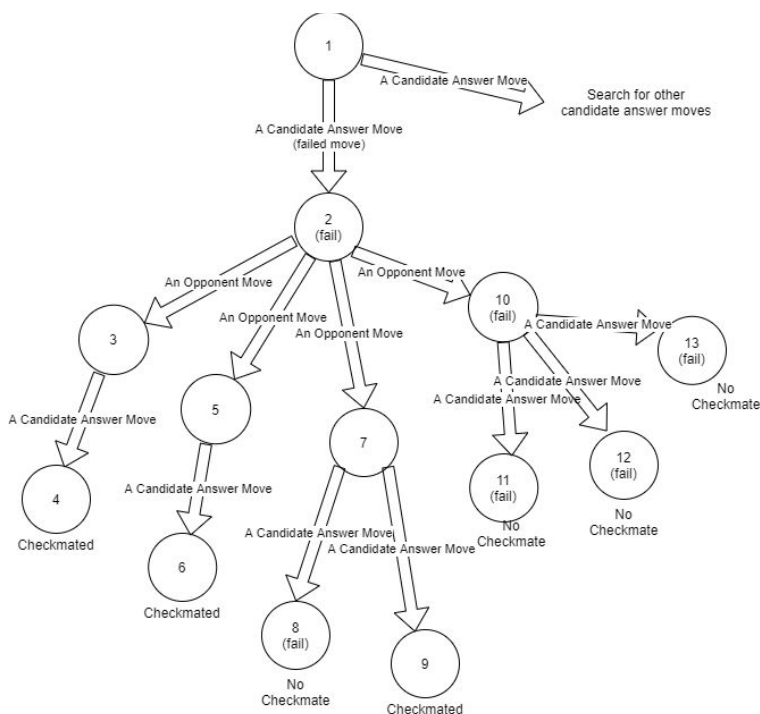 1
A Candidate Answer Move
Search for other
candidate answer moves
A Candidate Answer Move
(failed move)
2
(fail)
An Opponent Move
An Opponent Move
An Opponent Move
An Opponent Move
3
A Candidate Answer Move
4
Checkmated
5
A Candidate Answer Move
6
Checkmated
7
A Candidate Answer Move
A Candidate Answer Move
8
(fail)
No
Checkmate
9
Checkmated
10
(fail)
A Candidate Answer Move
A Candidate Answer Move
A Candidate Answer Move
11
(fail)
No
Checkmate
12
(fail)
No
Checkmate
13
(fail)
No
Checkmate